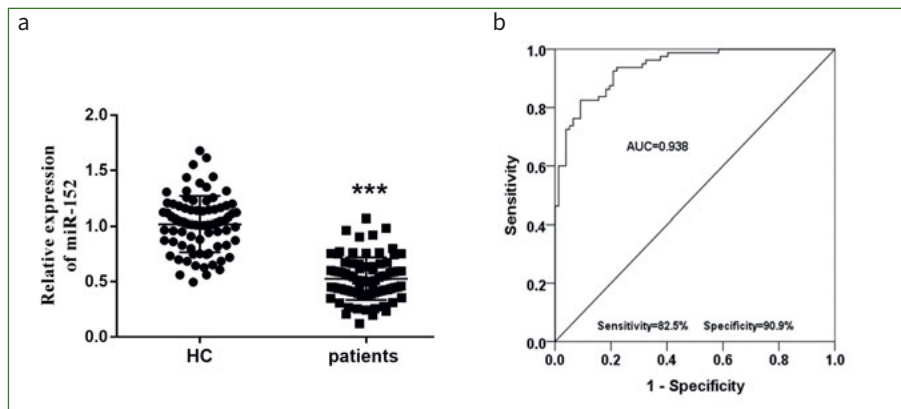 a
Relative expression
of miR-152
2.0
1.5
1.0
0.5
0.0
***
HC
patients
b
Sensitivity
1.0
0.8
0.6
0.4
0.2
0.0
AUC=0.938
Sensitivity=82.5% Specificity=90.9%
0.0 0.2 0.4 0.6 0.8 1.0
1 - Specificity